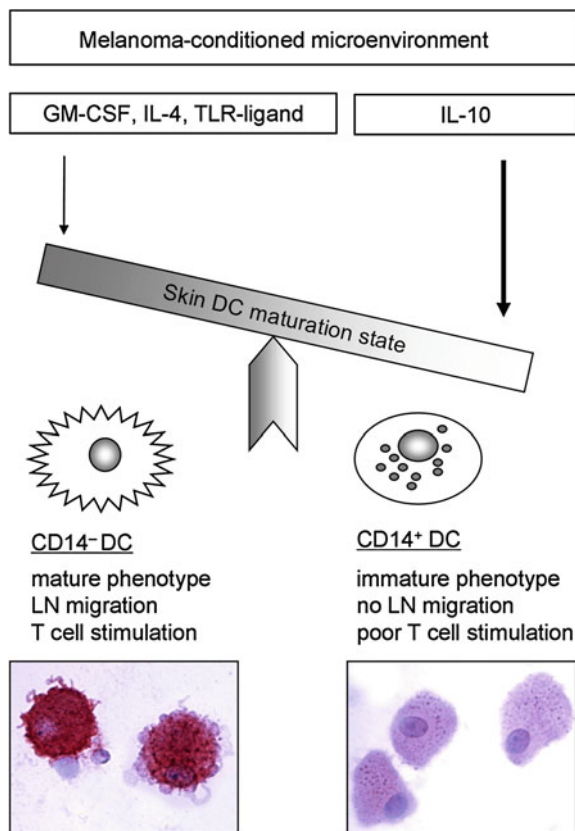 Melanoma-conditioned microenvironment
GM-CSF, IL-4, TLR-ligand
IL-10
Skin DC maturation state
CD14⁻ DC
mature phenotype
LN migration
T cell stimulation
CD14⁺ DC
immature phenotype
no LN migration
poor T cell stimulation